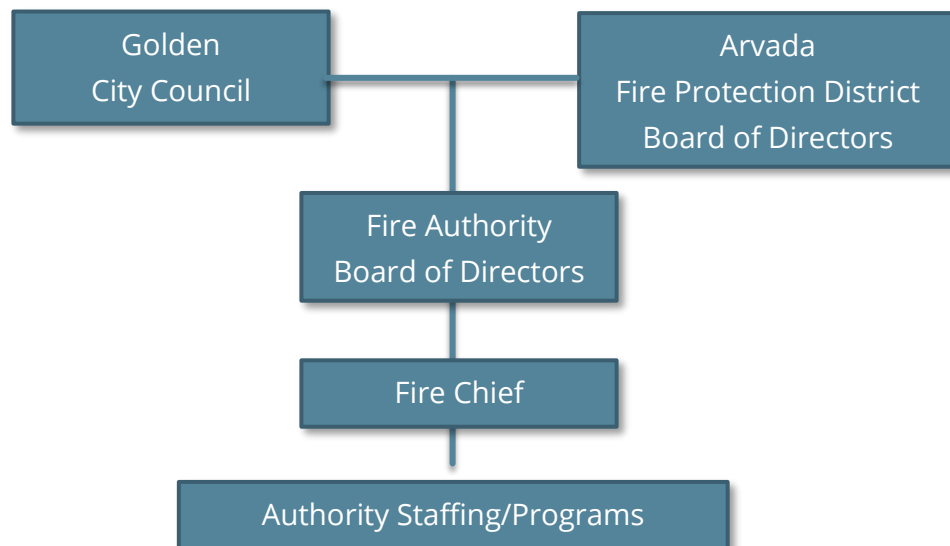 Golden
City Council
Arvada
Fire Protection District
Board of Directors
Fire Authority
Board of Directors
Fire Chief
Authority Staffing/Programs